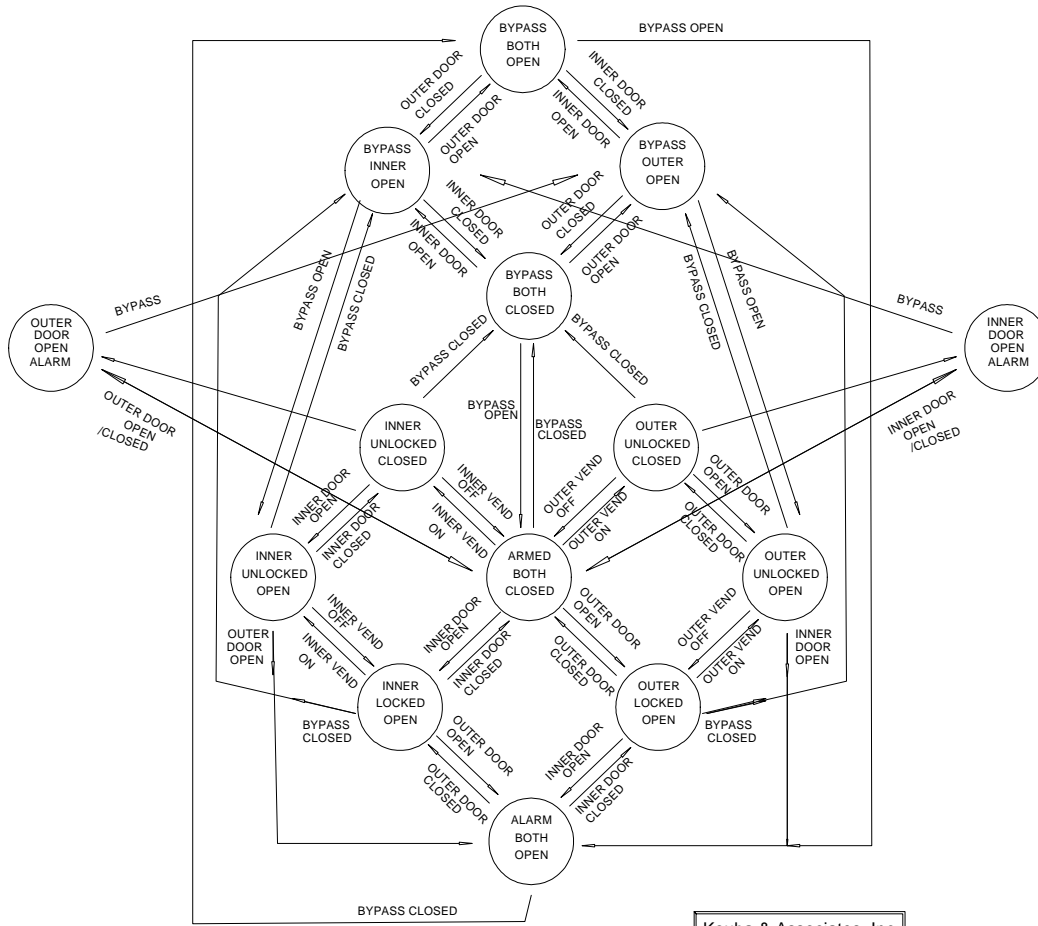 BYPASS
BOTH
OPEN
BYPASS OPEN
OUTER DOOR
CLOSED
OUTER DOOR
OPEN
INNER DOOR
CLOSED
INNER DOOR
OPEN
BYPASS
INNER
OPEN
BYPASS
OUTER
OPEN
INNER DOOR
CLOSED
INNER DOOR
OPEN
OUTER DOOR
CLOSED
OUTER DOOR
OPEN
BYPASS OPEN
BYPASS CLOSED
BYPASS
BOTH
CLOSED
BYPASS CLOSED
BYPASS OPEN
BYPASS
BYPASS
OUTER
DOOR
OPEN
ALARM
INNER
DOOR
OPEN
ALARM
BYPASS CLOSED
BYPASS CLOSED
BYPASS
OPEN
BYPASS
CLOSED
OUTER DOOR
OPEN
/CLOSED
INNER DOOR
OPEN
/CLOSED
INNER
UNLOCKED
CLOSED
OUTER
UNLOCKED
CLOSED
INNER DOOR
OPEN
INNER DOOR
CLOSED
INNER VEND
OFF
INNER VEND
ON
OUTER VEND
OFF
OUTER VEND
ON
OUTER DOOR
OPEN
OUTER DOOR
CLOSED
INNER
UNLOCKED
OPEN
ARMED
BOTH
CLOSED
OUTER
UNLOCKED
OPEN
OUTER
DOOR
OPEN
INNER VEND
OFF
INNER VEND
ON
INNER DOOR
OPEN
INNER DOOR
CLOSED
OUTER DOOR
OPEN
OUTER DOOR
CLOSED
OUTER VEND
OFF
OUTER VEND
ON
INNER
DOOR
OPEN
INNER
LOCKED
OPEN
OUTER
LOCKED
OPEN
BYPASS
CLOSED
BYPASS
CLOSED
OUTER DOOR
OPEN
OUTER DOOR
CLOSED
INNER DOOR
OPEN
INNER DOOR
CLOSED
ALARM
BOTH
OPEN
BYPASS CLOSED
& Associates, Inc